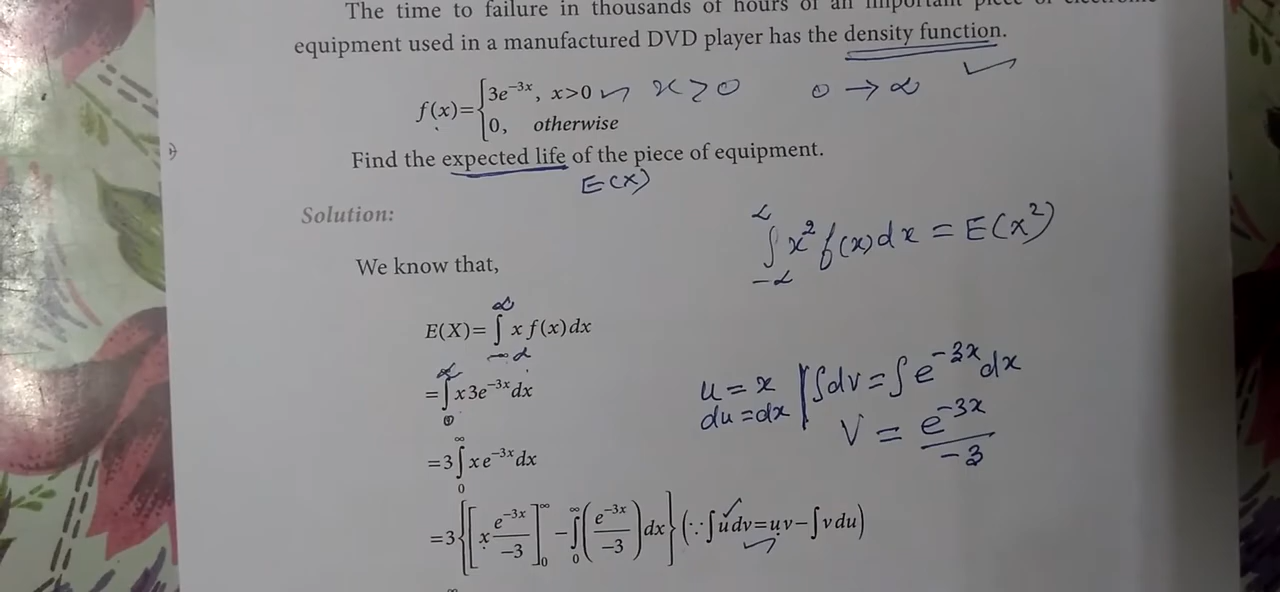 The time to failure in thousands of hours of an important piece of electronic
equipment used in a manufactured DVD player has the density function.
f(x)={3e^{-3x}, x>0 x≥0 0 → ∞
0, otherwise
Find the expected life of the piece of equipment.
E(X)
Solution:
∫_{-∞}^{∞} x² f(x) dx = E(x²)
We know that,
E(X)= ∫_{-∞}^{∞} x f(x) dx
= ∫_{0}^{∞} x3e^{-3x} dx
u = x | ∫dv = ∫e^{-3x} dx
du = dx | V = e^{-3x}/-3
=3∫_{0}^{∞} xe^{-3x} dx
=3{[x e^{-3x}/-3]_{0}^{∞} – ∫_{0}^{∞} (e^{-3x}/-3) dx} (∵∫udv=uv–∫vdu)